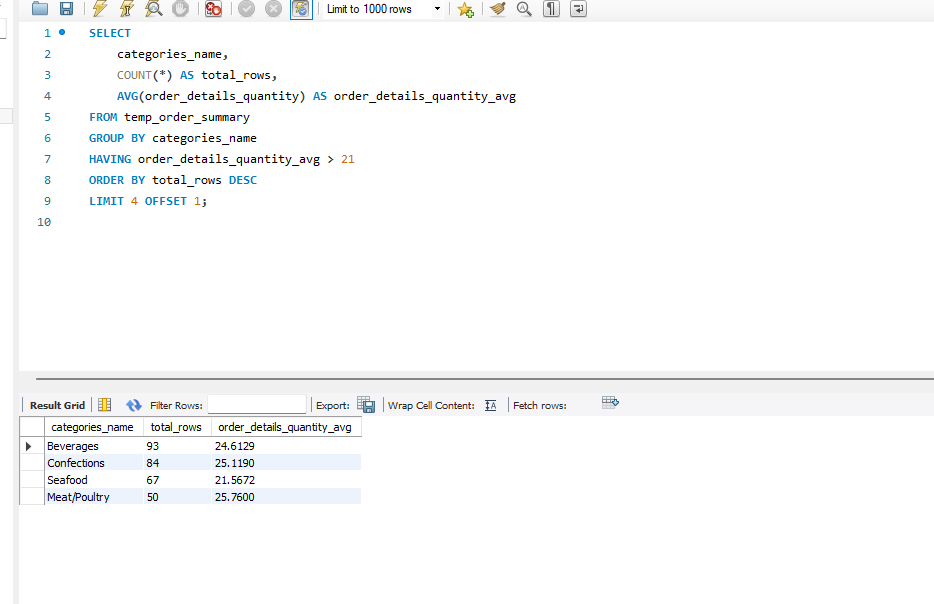 Limit to 1000 rows
1 SELECT
2 categories_name,
3 COUNT(*) AS total_rows,
4 AVG(order_details_quantity) AS order_details_quantity_avg
5 FROM temp_order_summary
6 GROUP BY categories_name
7 HAVING order_details_quantity_avg > 21
8 ORDER BY total_rows DESC
9 LIMIT 4 OFFSET 1;
10
Result Grid Filter Rows: Export: Wrap Cell Content: Fetch rows:
categories_name total_rows order_details_quantity_avg
Beverages 93 24.6129
Confections 84 25.1190
Seafood 67 21.5672
Meat/Poultry 50 25.7600